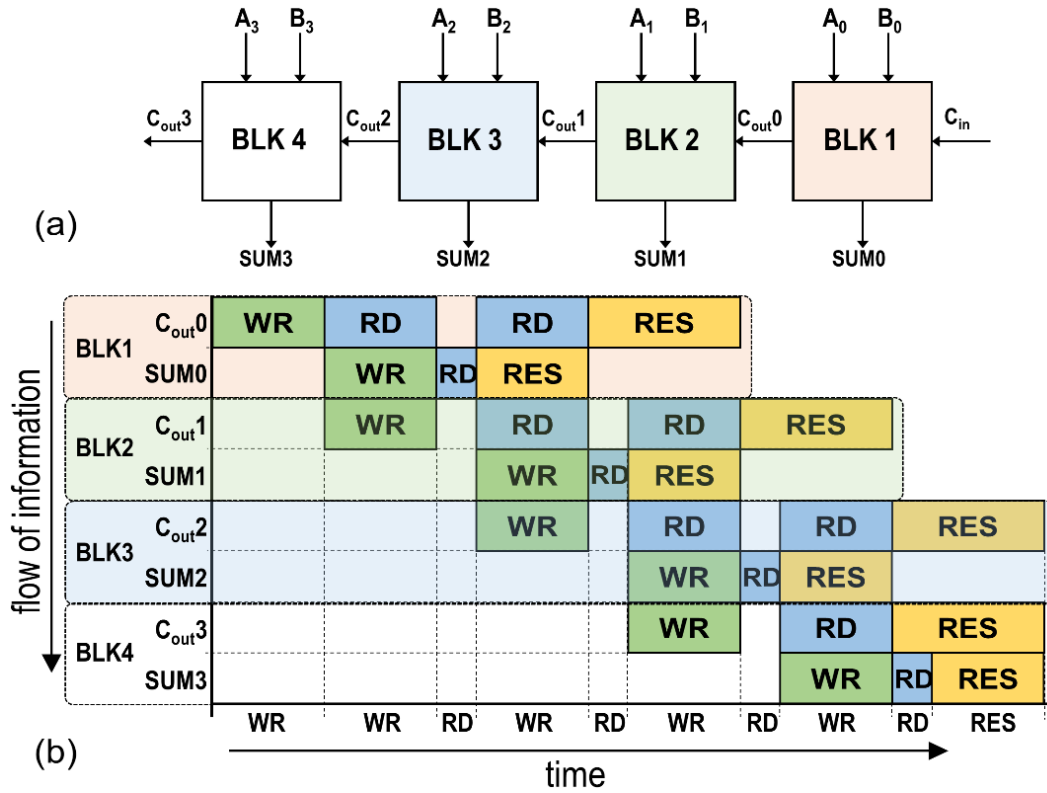 A₃ B₃ A₂ B₂ A₁ B₁ A₀ B₀
Cout3 BLK 4 Cout2 BLK 3 Cout1 BLK 2 Cout0 BLK 1 Cin
(a)
SUM3 SUM2 SUM1 SUM0
flow of information
BLK1
Cout0 WR RD RD RES
SUM0 WR RD RES
BLK2
Cout1 WR RD RD RES
SUM1 WR RD RES
BLK3
Cout2 WR RD RD RES
SUM2 WR RD RES
BLK4
Cout3 WR RD RES
SUM3 WR RD RES
WR WR RD WR RD WR RD WR RD RES
(b)
time